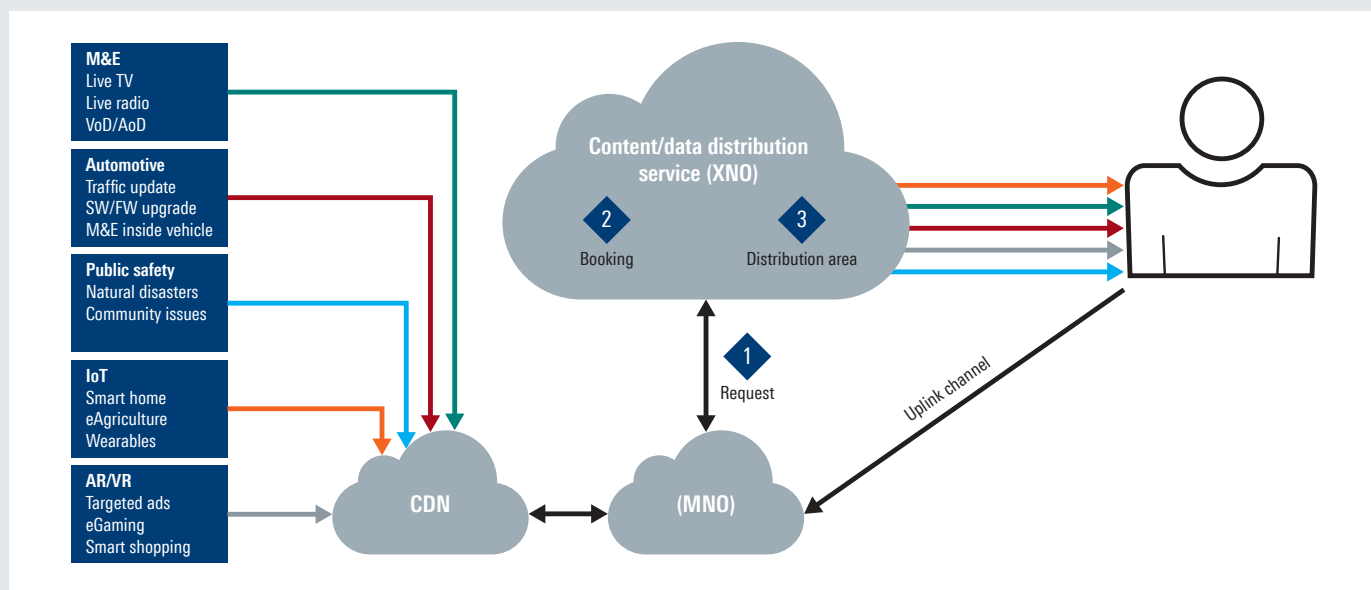 M&E
Live TV
Live radio
VoD/AoD
Automotive
Traffic update
SW/FW upgrade
M&E inside vehicle
Public safety
Natural disasters
Community issues
IoT
Smart home
eAgriculture
Wearables
AR/VR
Targeted ads
eGaming
Smart shopping
Content/data distribution
service (XNO)
2
Booking
3
Distribution area
1
Request
CDN
(MNO)
Uplink channel